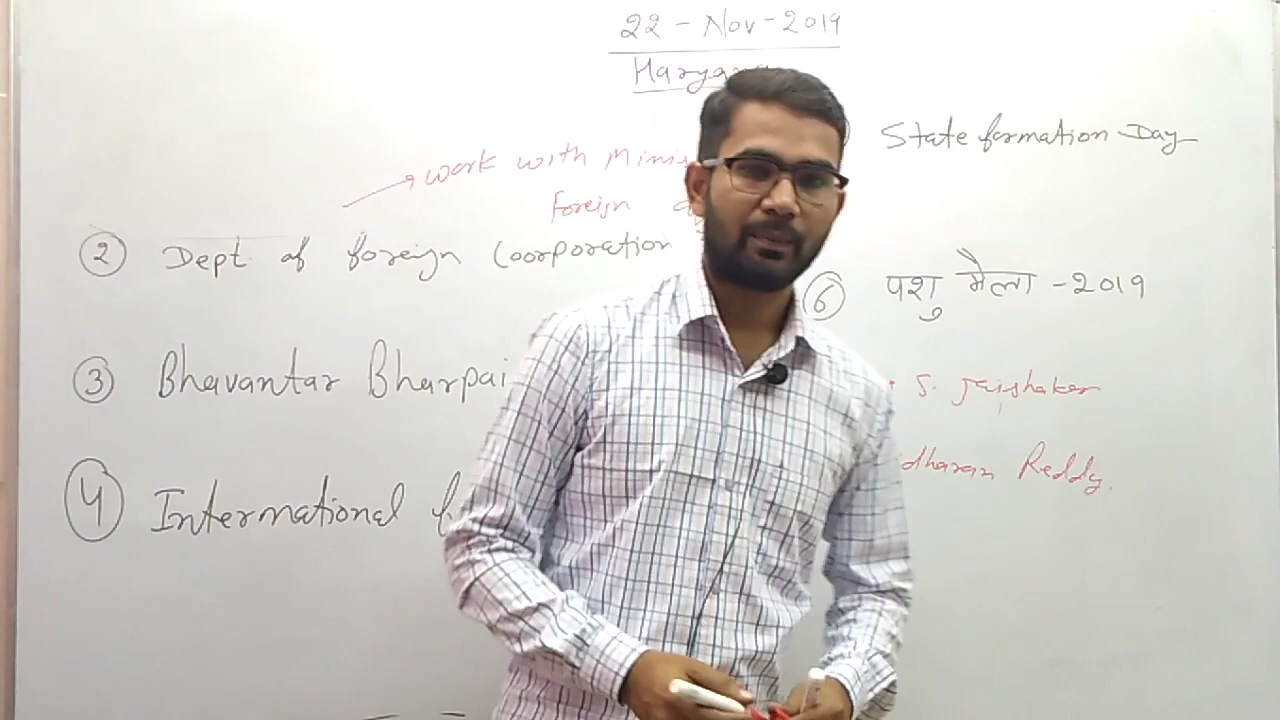 22 - Nov - 2019
Haryana
State formation Day
work with Minis
foreign
② Dept. of foreign Coorporation
⑥ पशु मैला - 2019
③ Bhavantar Bharpai
S. Jaishaker
dharan Reddy.
④ International